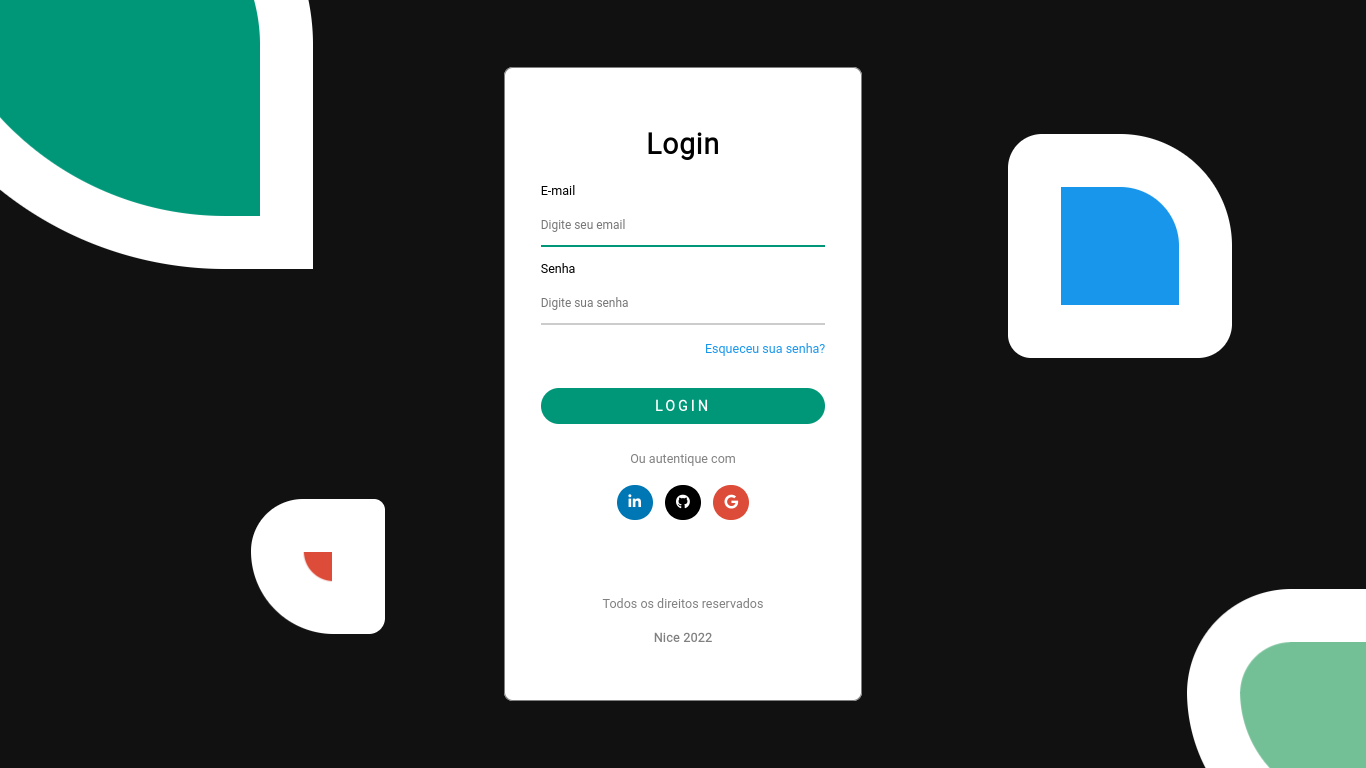 Login
E-mail
Digite seu email
Senha
Digite sua senha
Esqueceu sua senha?
LOGIN
Ou autentique com
in
G
Todos os direitos reservados
Nice 2022